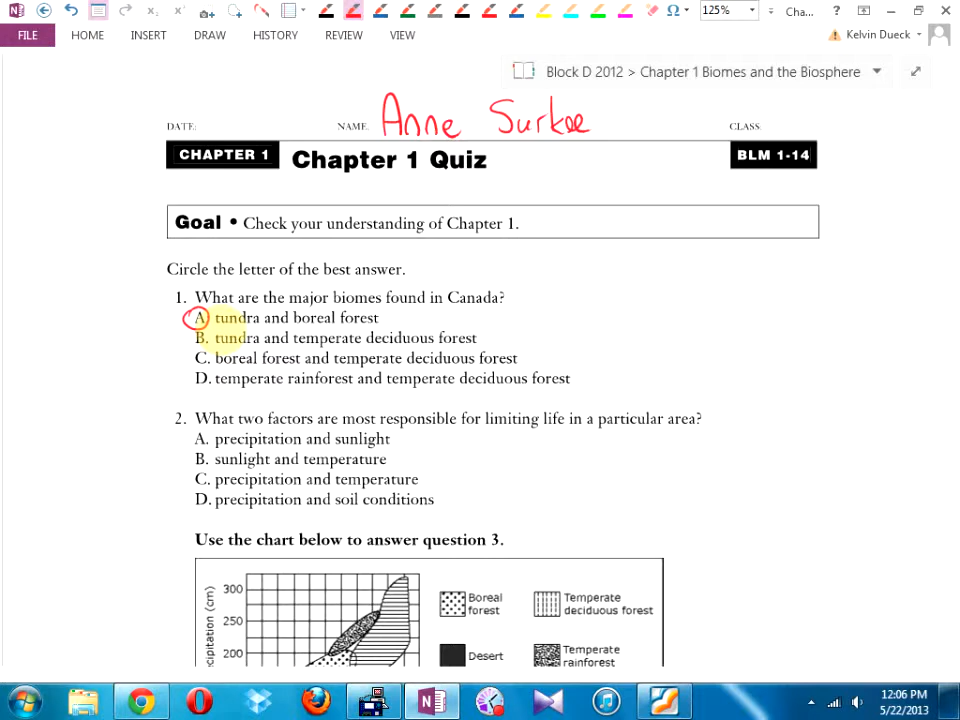 125% Cha... ?
FILE HOME INSERT DRAW HISTORY REVIEW VIEW Kelvin Dueck
Block D 2012 > Chapter 1 Biomes and the Biosphere
DATE: NAME: Anne Surkee CLASS:
CHAPTER 1 Chapter 1 Quiz BLM 1-14
Goal • Check your understanding of Chapter 1.
Circle the letter of the best answer.
1. What are the major biomes found in Canada?
A. tundra and boreal forest
B. tundra and temperate deciduous forest
C. boreal forest and temperate deciduous forest
D. temperate rainforest and temperate deciduous forest
2. What two factors are most responsible for limiting life in a particular area?
A. precipitation and sunlight
B. sunlight and temperature
C. precipitation and temperature
D. precipitation and soil conditions
Use the chart below to answer question 3.
300
250
200
cipitation (cm)
Boreal
forest
Temperate
deciduous forest
Desert
Temperate
rainforest
12:06 PM
5/22/2013